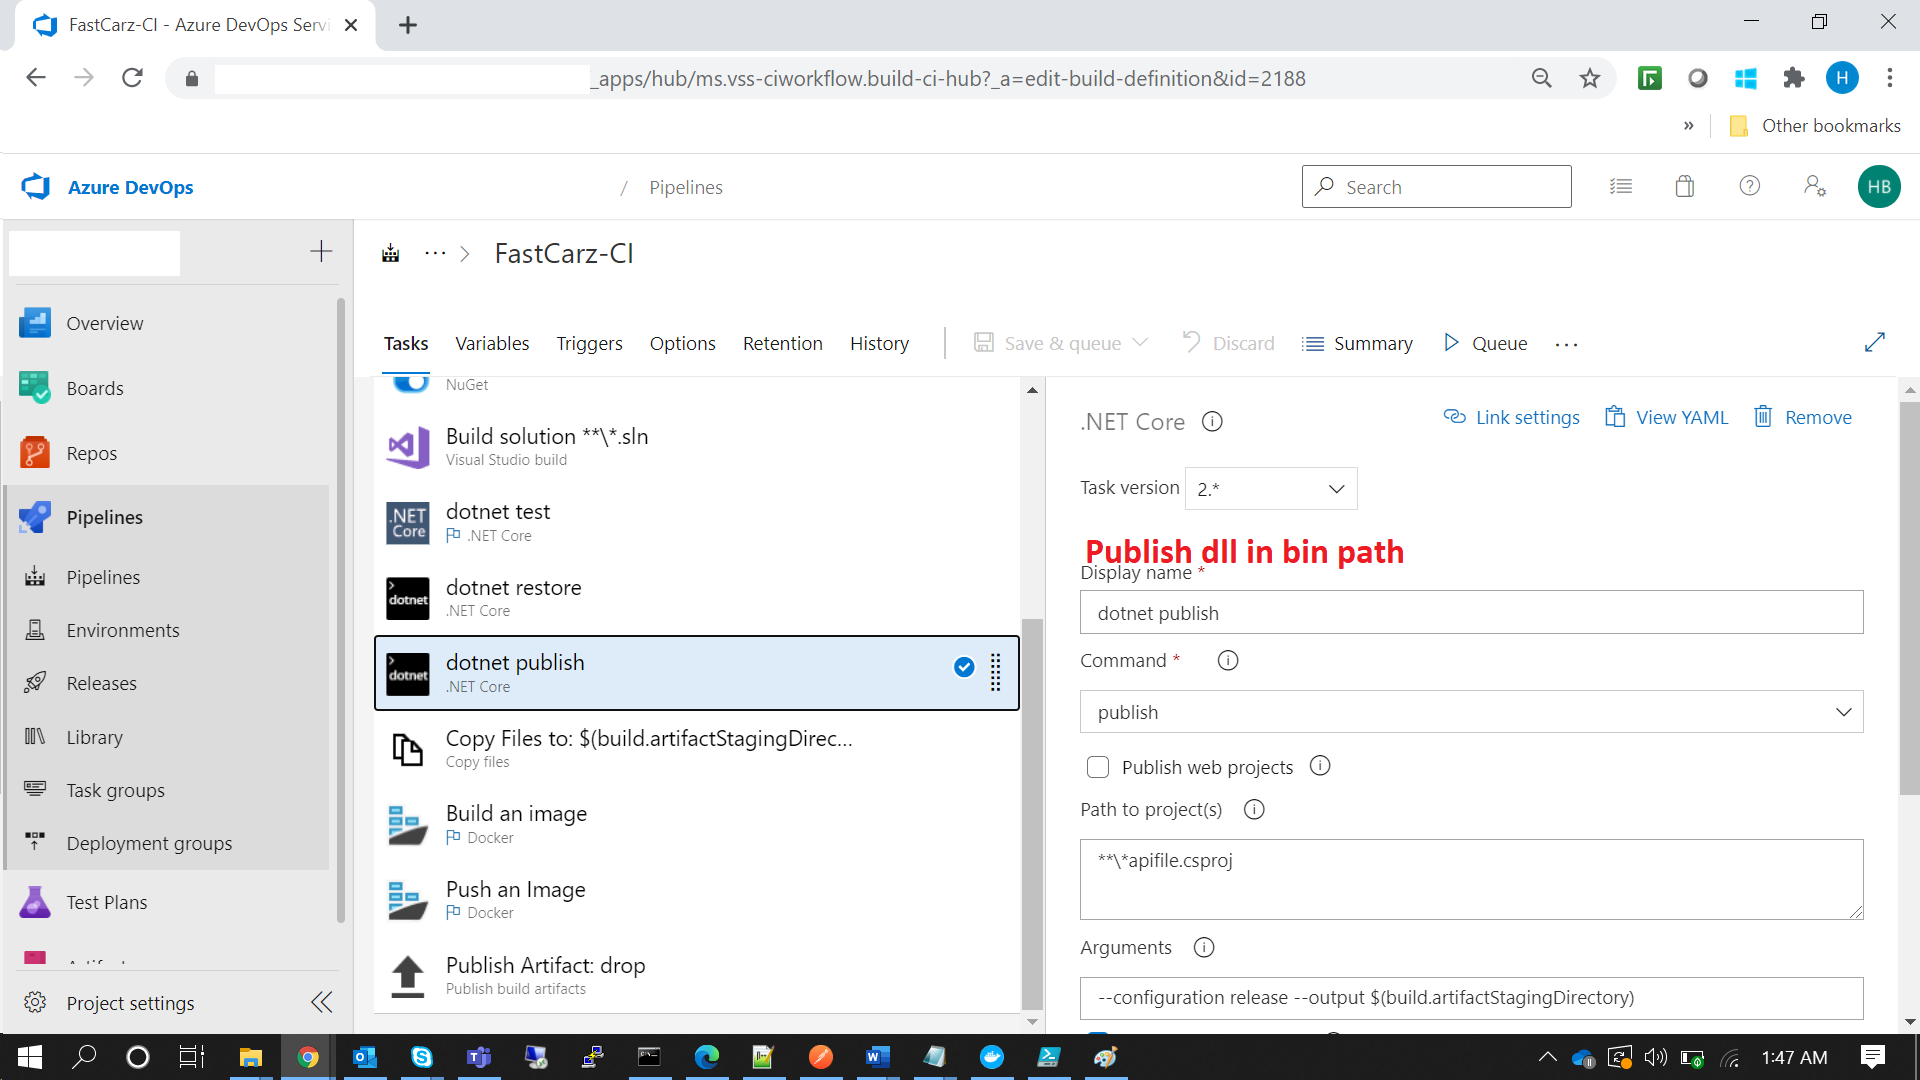 FastCarz-CI - Azure DevOps Servi
_apps/hub/ms.vss-ciworkflow.build-ci-hub?_a=edit-build-definition&id=2188
H
»
Other bookmarks
Azure DevOps
/ Pipelines
Search
HB
FastCarz-CI
Overview
Boards
Repos
Pipelines
Pipelines
Environments
Releases
Library
Task groups
Deployment groups
Test Plans
Project settings
Tasks
Variables
Triggers
Options
Retention
History
Save & queue
Discard
Summary
Queue
NuGet
Build solution **\*.sln
Visual Studio build
.NET Core
dotnet test
.NET Core
dotnet
dotnet restore
.NET Core
dotnet
dotnet publish
.NET Core
Copy Files to: $(build.artifactStagingDirec...
Copy files
Build an image
Docker
Push an Image
Docker
Publish Artifact: drop
Publish build artifacts
.NET Core
Link settings
View YAML
Remove
Task version 2.*
Publish dll in bin path
Display name *
dotnet publish
Command *
publish
Publish web projects
Path to project(s)
**\*apifile.csproj
Arguments
--configuration release --output $(build.artifactStagingDirectory)
1:47 AM